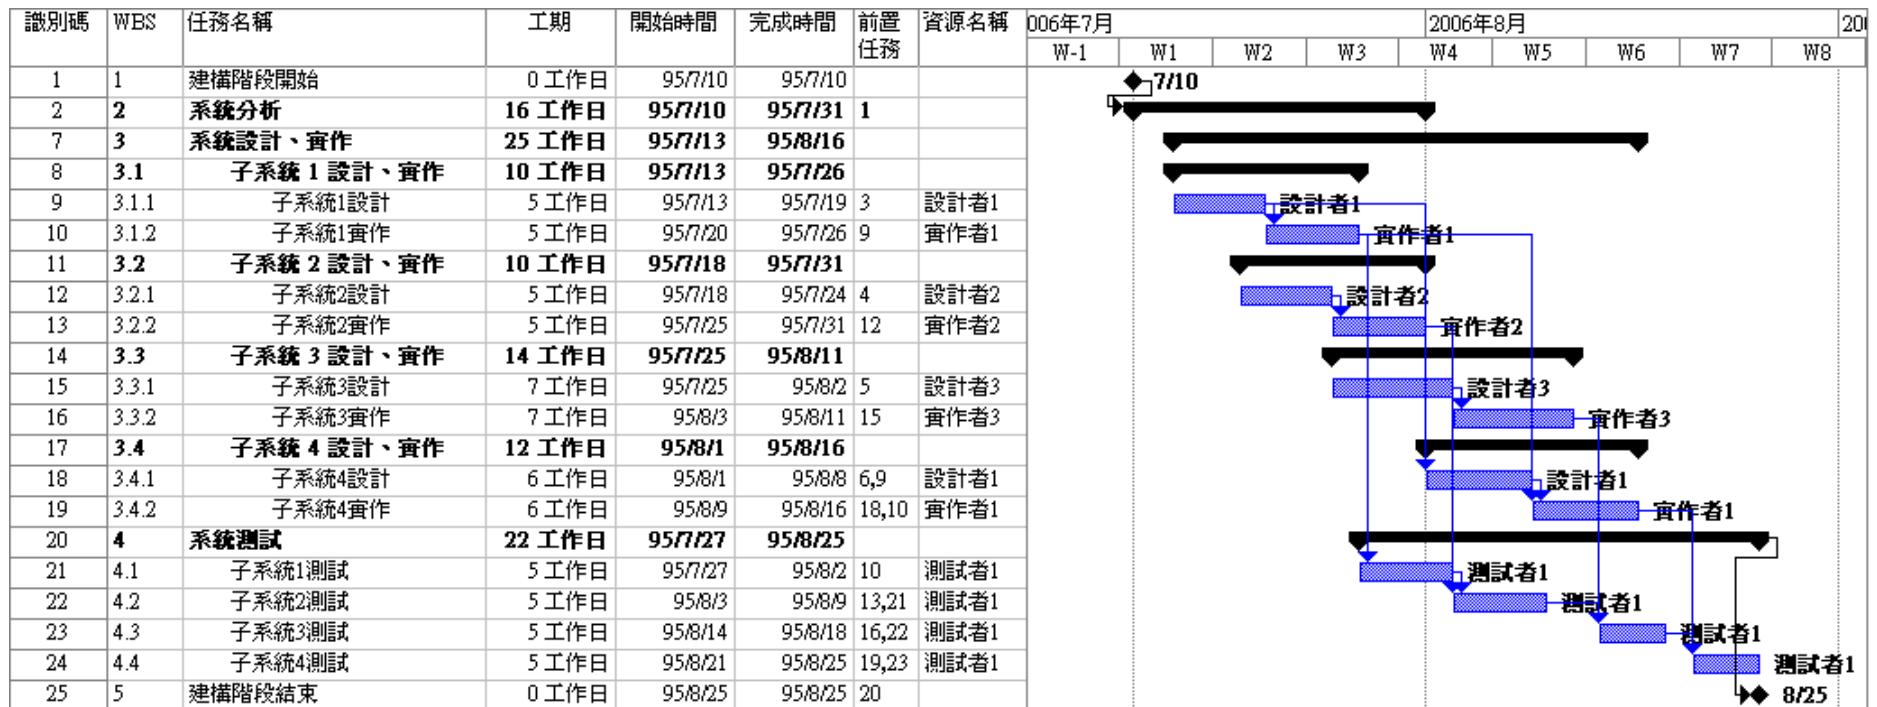 識別碼 WBS 任務名稱 工期 開始時間 完成時間 前置任務 資源名稱 006年7月 2006年8月 20
W-1 W1 W2 W3 W4 W5 W6 W7 W8
1 1 建構階段開始 0 工作日 95/7/10 95/7/10 7/10
2 2 系統分析 16 工作日 95/7/10 95/7/31 1
7 3 系統設計、實作 25 工作日 95/7/13 95/8/16
8 3.1 子系統 1 設計、實作 10 工作日 95/7/13 95/7/26
9 3.1.1 子系統1設計 5 工作日 95/7/13 95/7/19 3 設計者1 設計者1
10 3.1.2 子系統1實作 5 工作日 95/7/20 95/7/26 9 實作者1 實作者1
11 3.2 子系統 2 設計、實作 10 工作日 95/7/18 95/7/31
12 3.2.1 子系統2設計 5 工作日 95/7/18 95/7/24 4 設計者2 設計者2
13 3.2.2 子系統2實作 5 工作日 95/7/25 95/7/31 12 實作者2 實作者2
14 3.3 子系統 3 設計、實作 14 工作日 95/7/25 95/8/11
15 3.3.1 子系統3設計 7 工作日 95/7/25 95/8/2 5 設計者3 設計者3
16 3.3.2 子系統3實作 7 工作日 95/8/3 95/8/11 15 實作者3 實作者3
17 3.4 子系統 4 設計、實作 12 工作日 95/8/1 95/8/16
18 3.4.1 子系統4設計 6 工作日 95/8/1 95/8/8 6,9 設計者1 設計者1
19 3.4.2 子系統4實作 6 工作日 95/8/9 95/8/16 18,10 實作者1 實作者1
20 4 系統測試 22 工作日 95/7/27 95/8/25
21 4.1 子系統1測試 5 工作日 95/7/27 95/8/2 10 測試者1 測試者1
22 4.2 子系統2測試 5 工作日 95/8/3 95/8/9 13,21 測試者1 測試者1
23 4.3 子系統3測試 5 工作日 95/8/14 95/8/18 16,22 測試者1 測試者1
24 4.4 子系統4測試 5 工作日 95/8/21 95/8/25 19,23 測試者1 測試者1
25 5 建構階段結束 0 工作日 95/8/25 95/8/25 20 8/25